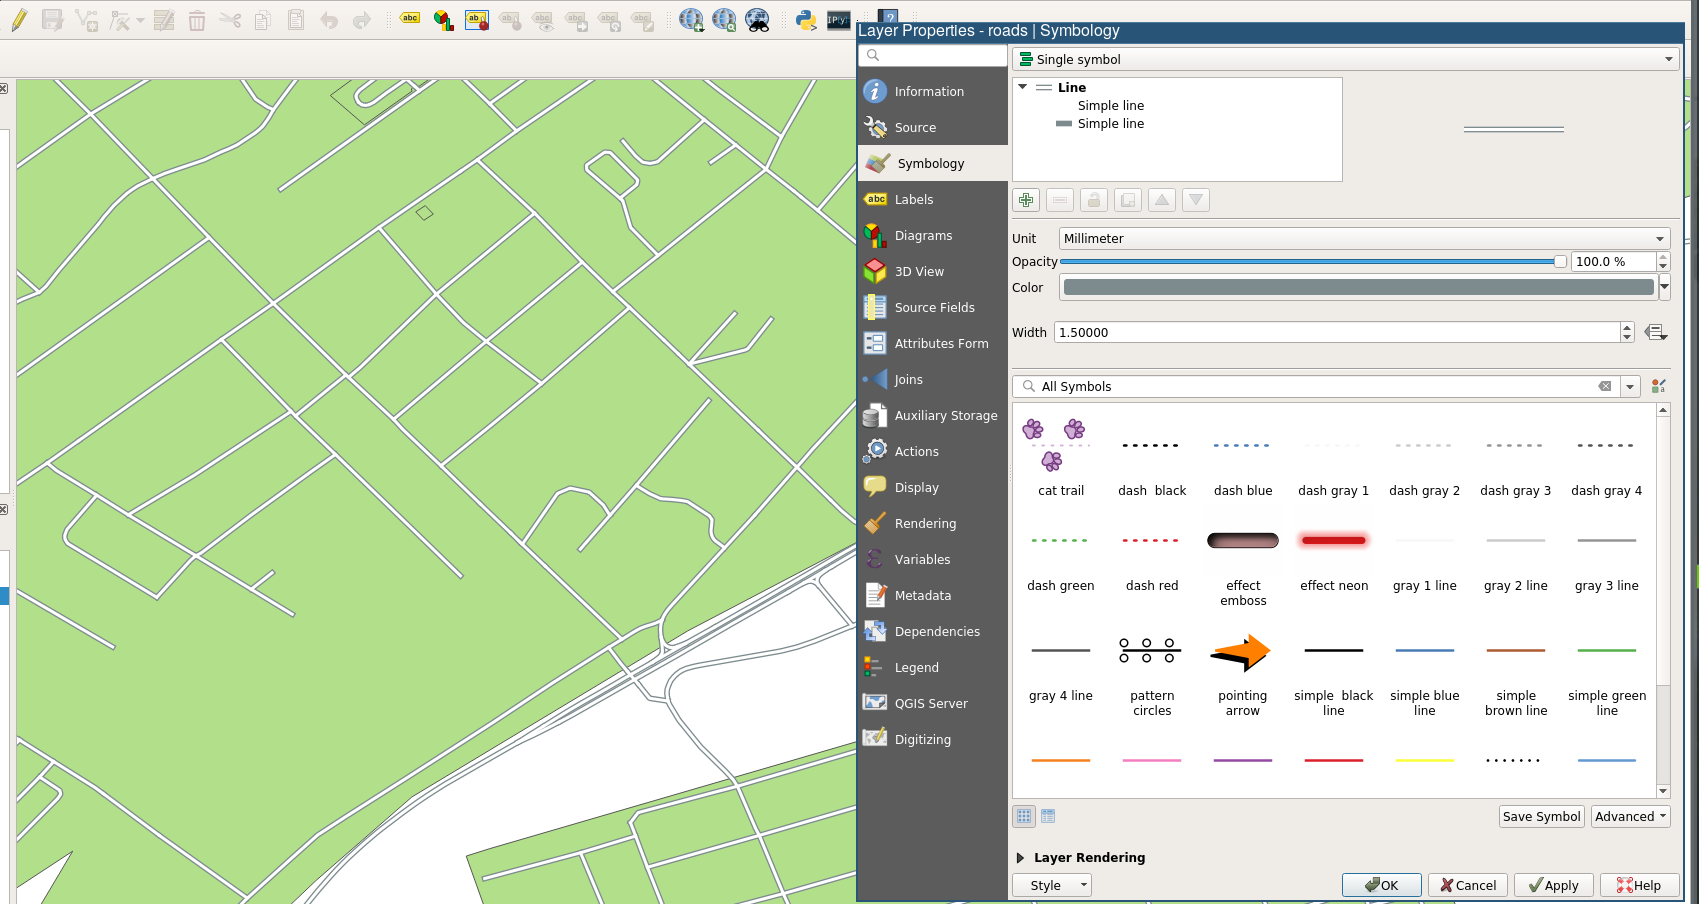 abc
abc
IP[y]
?
Layer Properties - roads | Symbology
Information
Source
Symbology
abc Labels
Diagrams
3D View
Source Fields
Attributes Form
Joins
Auxiliary Storage
Actions
Display
Rendering
ε Variables
Metadata
Dependencies
Legend
QGIS Server
Digitizing
Single symbol
Line
Simple line
Simple line
Unit Millimeter
Opacity 100.0 %
Color
Width 1.50000
All Symbols
cat trail dash  black dash blue dash gray 1 dash gray 2 dash gray 3 dash gray 4
dash green dash red effect emboss effect neon gray 1 line gray 2 line gray 3 line
gray 4 line pattern circles pointing arrow simple  black line simple blue line simple brown line simple green line
Save Symbol Advanced
Layer Rendering
Style OK Cancel Apply Help